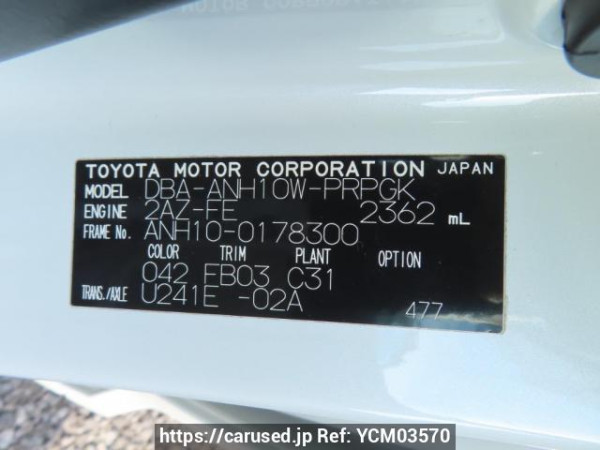 TOYOTA MOTOR CORPORATION JAPAN
MODEL DBA-ANH10W-PRPGK
ENGINE 2AZ-FE 2362 mL
FRAME No. ANH10-0178300
COLOR TRIM PLANT OPTION
042 FB03 C31
TRANS./AXLE U241E -02A
477
https://carused.jp Ref: YCM03570